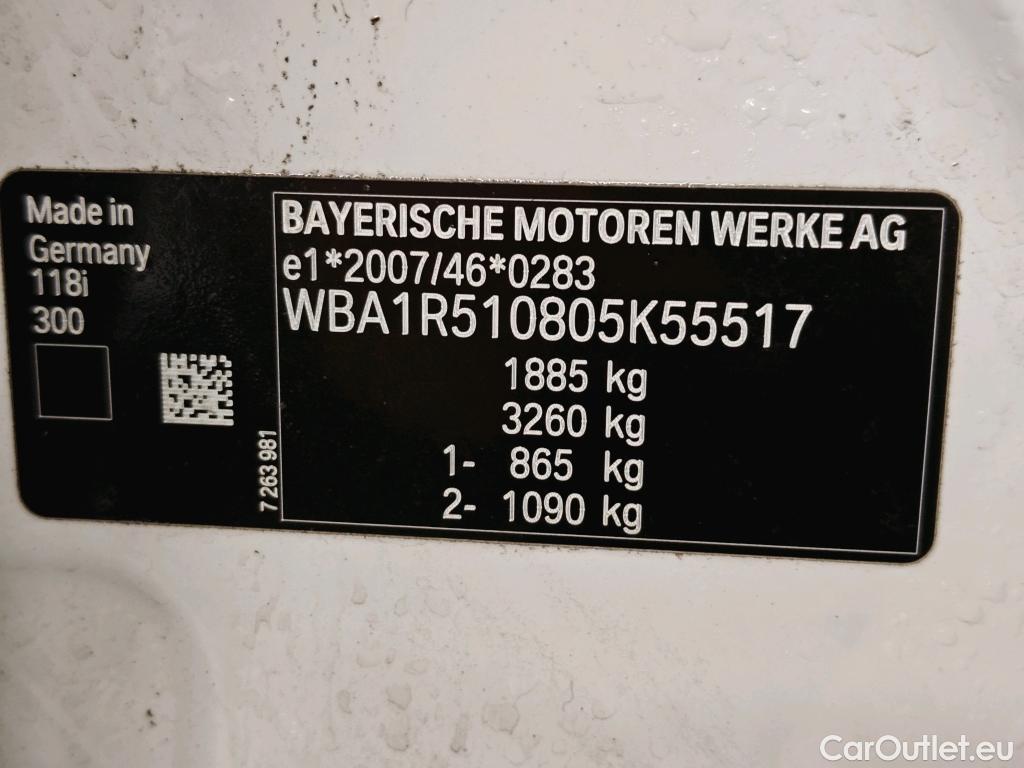 Made in
Germany
118i
300
7 263 981
BAYERISCHE MOTOREN WERKE AG
e1*2007/46*0283
WBA1R510805K55517
1885 kg
3260 kg
1- 865 kg
2- 1090 kg
CarOutlet.eu